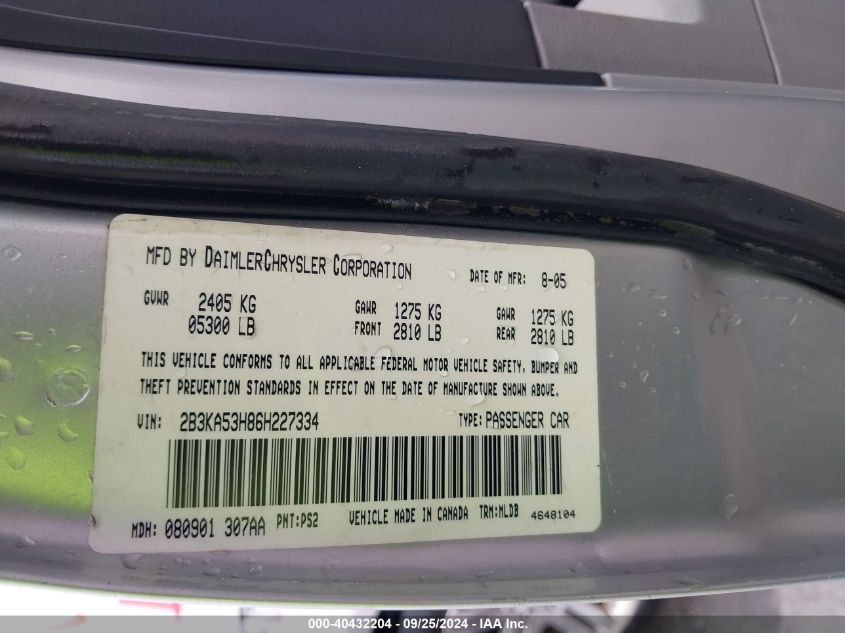 MFD BY DAIMLERCHRYSLER CORPORATION DATE OF MFR: 8-05
GVWR 2405 KG GAWR 1275 KG GAWR 1275 KG
05300 LB FRONT 2810 LB REAR 2810 LB
THIS VEHICLE CONFORMS TO ALL APPLICABLE FEDERAL MOTOR VEHICLE SAFETY, BUMPER AND
THEFT PREVENTION STANDARDS IN EFFECT ON THE DATE OF MANUFACTURE SHOWN ABOVE.
VIN: 2B3KA53H86H227334 TYPE: PASSENGER CAR
MDH: 080901 307AA PNT: PS2 VEHICLE MADE IN CANADA TRM: MLDB 4648104
000-40432204 - 09/25/2024 - IAA Inc.